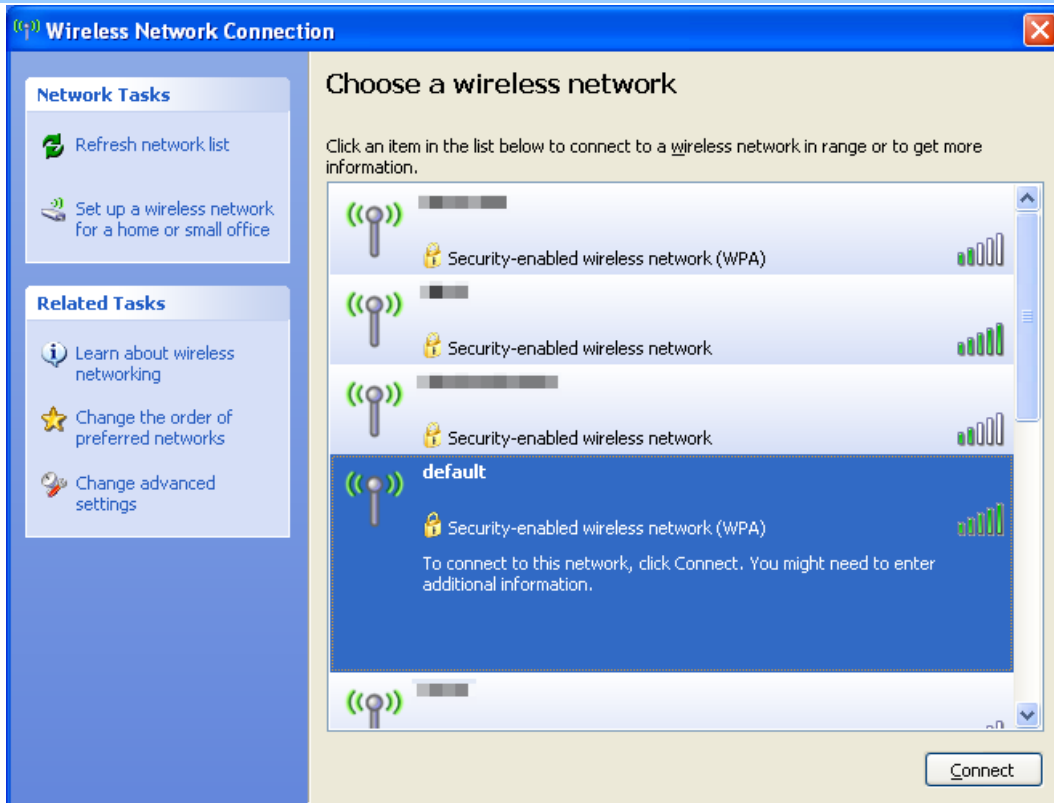 Wireless Network Connection
Network Tasks
Refresh network list
Set up a wireless network
for a home or small office
Related Tasks
Learn about wireless
networking
Change the order of
preferred networks
Change advanced
settings
Choose a wireless network
Click an item in the list below to connect to a wireless network in range or to get more
information.
Security-enabled wireless network (WPA)
Security-enabled wireless network
Security-enabled wireless network
default
Security-enabled wireless network (WPA)
To connect to this network, click Connect. You might need to enter
additional information.
Connect